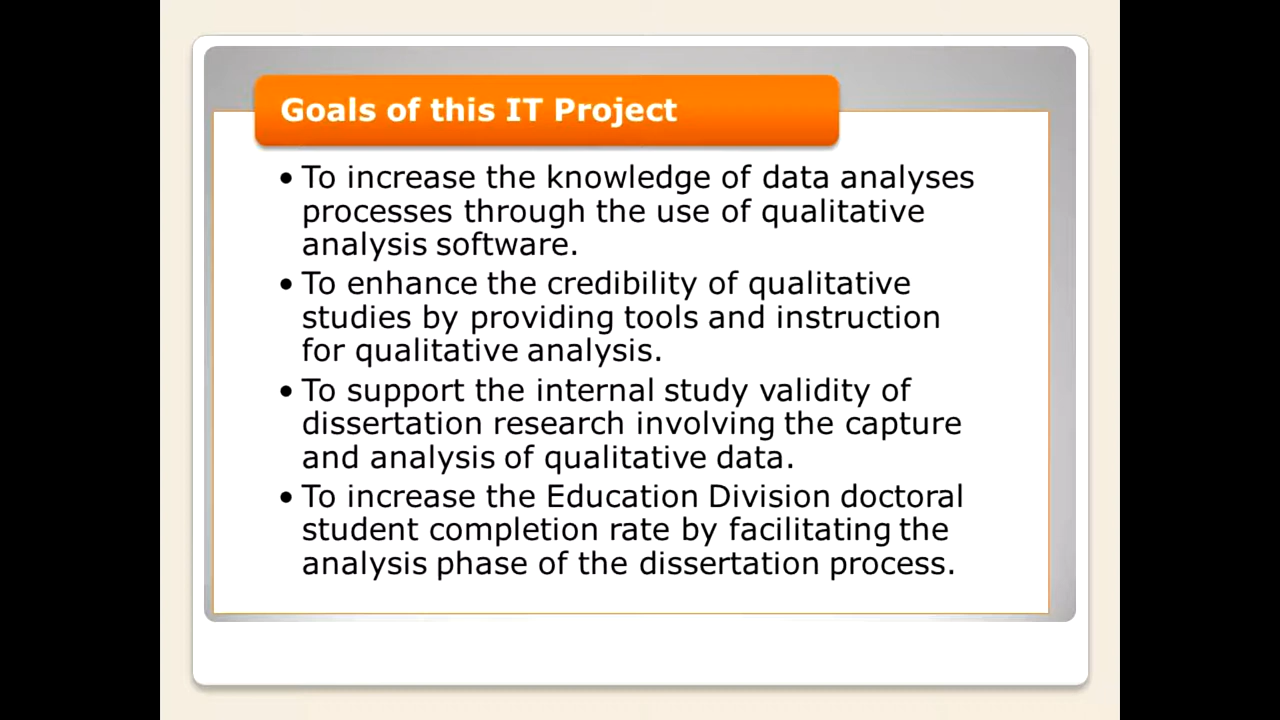 Goals of this IT Project
• To increase the knowledge of data analyses
processes through the use of qualitative
analysis software.
• To enhance the credibility of qualitative
studies by providing tools and instruction
for qualitative analysis.
• To support the internal study validity of
dissertation research involving the capture
and analysis of qualitative data.
• To increase the Education Division doctoral
student completion rate by facilitating the
analysis phase of the dissertation process.